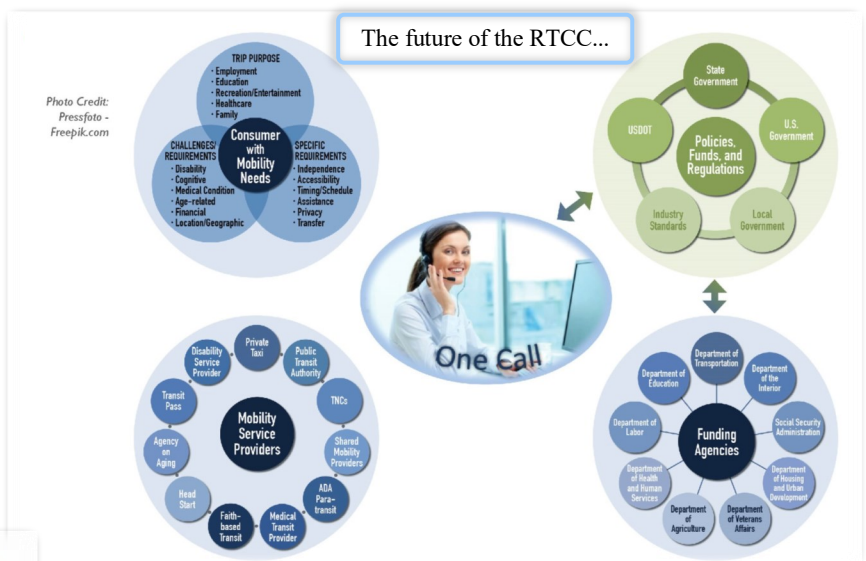 The future of the RTCC...
Photo Credit:
Pressfoto -
Freepik.com
TRIP PURPOSE
· Employment
· Education
· Recreation/Entertainment
· Healthcare
· Family
CHALLENGES/
REQUIREMENTS
· Disability
· Cognitive
· Medical Condition
· Age-related
· Financial
· Location/Geographic
Consumer
with
Mobility
Needs
SPECIFIC
REQUIREMENTS
· Independence
· Accessibility
· Timing/Schedule
· Assistance
· Privacy
· Transfer
State
Government
USDOT
U.S.
Government
Policies,
Funds, and
Regulations
Industry
Standards
Local
Government
One Call
Private
Taxi
Public
Transit
Authority
TNCs
Shared
Mobility
Providers
ADA
Para-
transit
Medical
Transit
Provider
Faith-
based
Transit
Head
Start
Agency
on
Aging
Transit
Pass
Disability
Service
Provider
Mobility
Service
Providers
Department of
Transportation
Department
of the
Interior
Social Security
Administration
Department
of Housing
and Urban
Development
Department
of Veterans
Affairs
Department
of
Agriculture
Department
of Health
and Human
Services
Department of
Labor
Department of
Education
Funding
Agencies